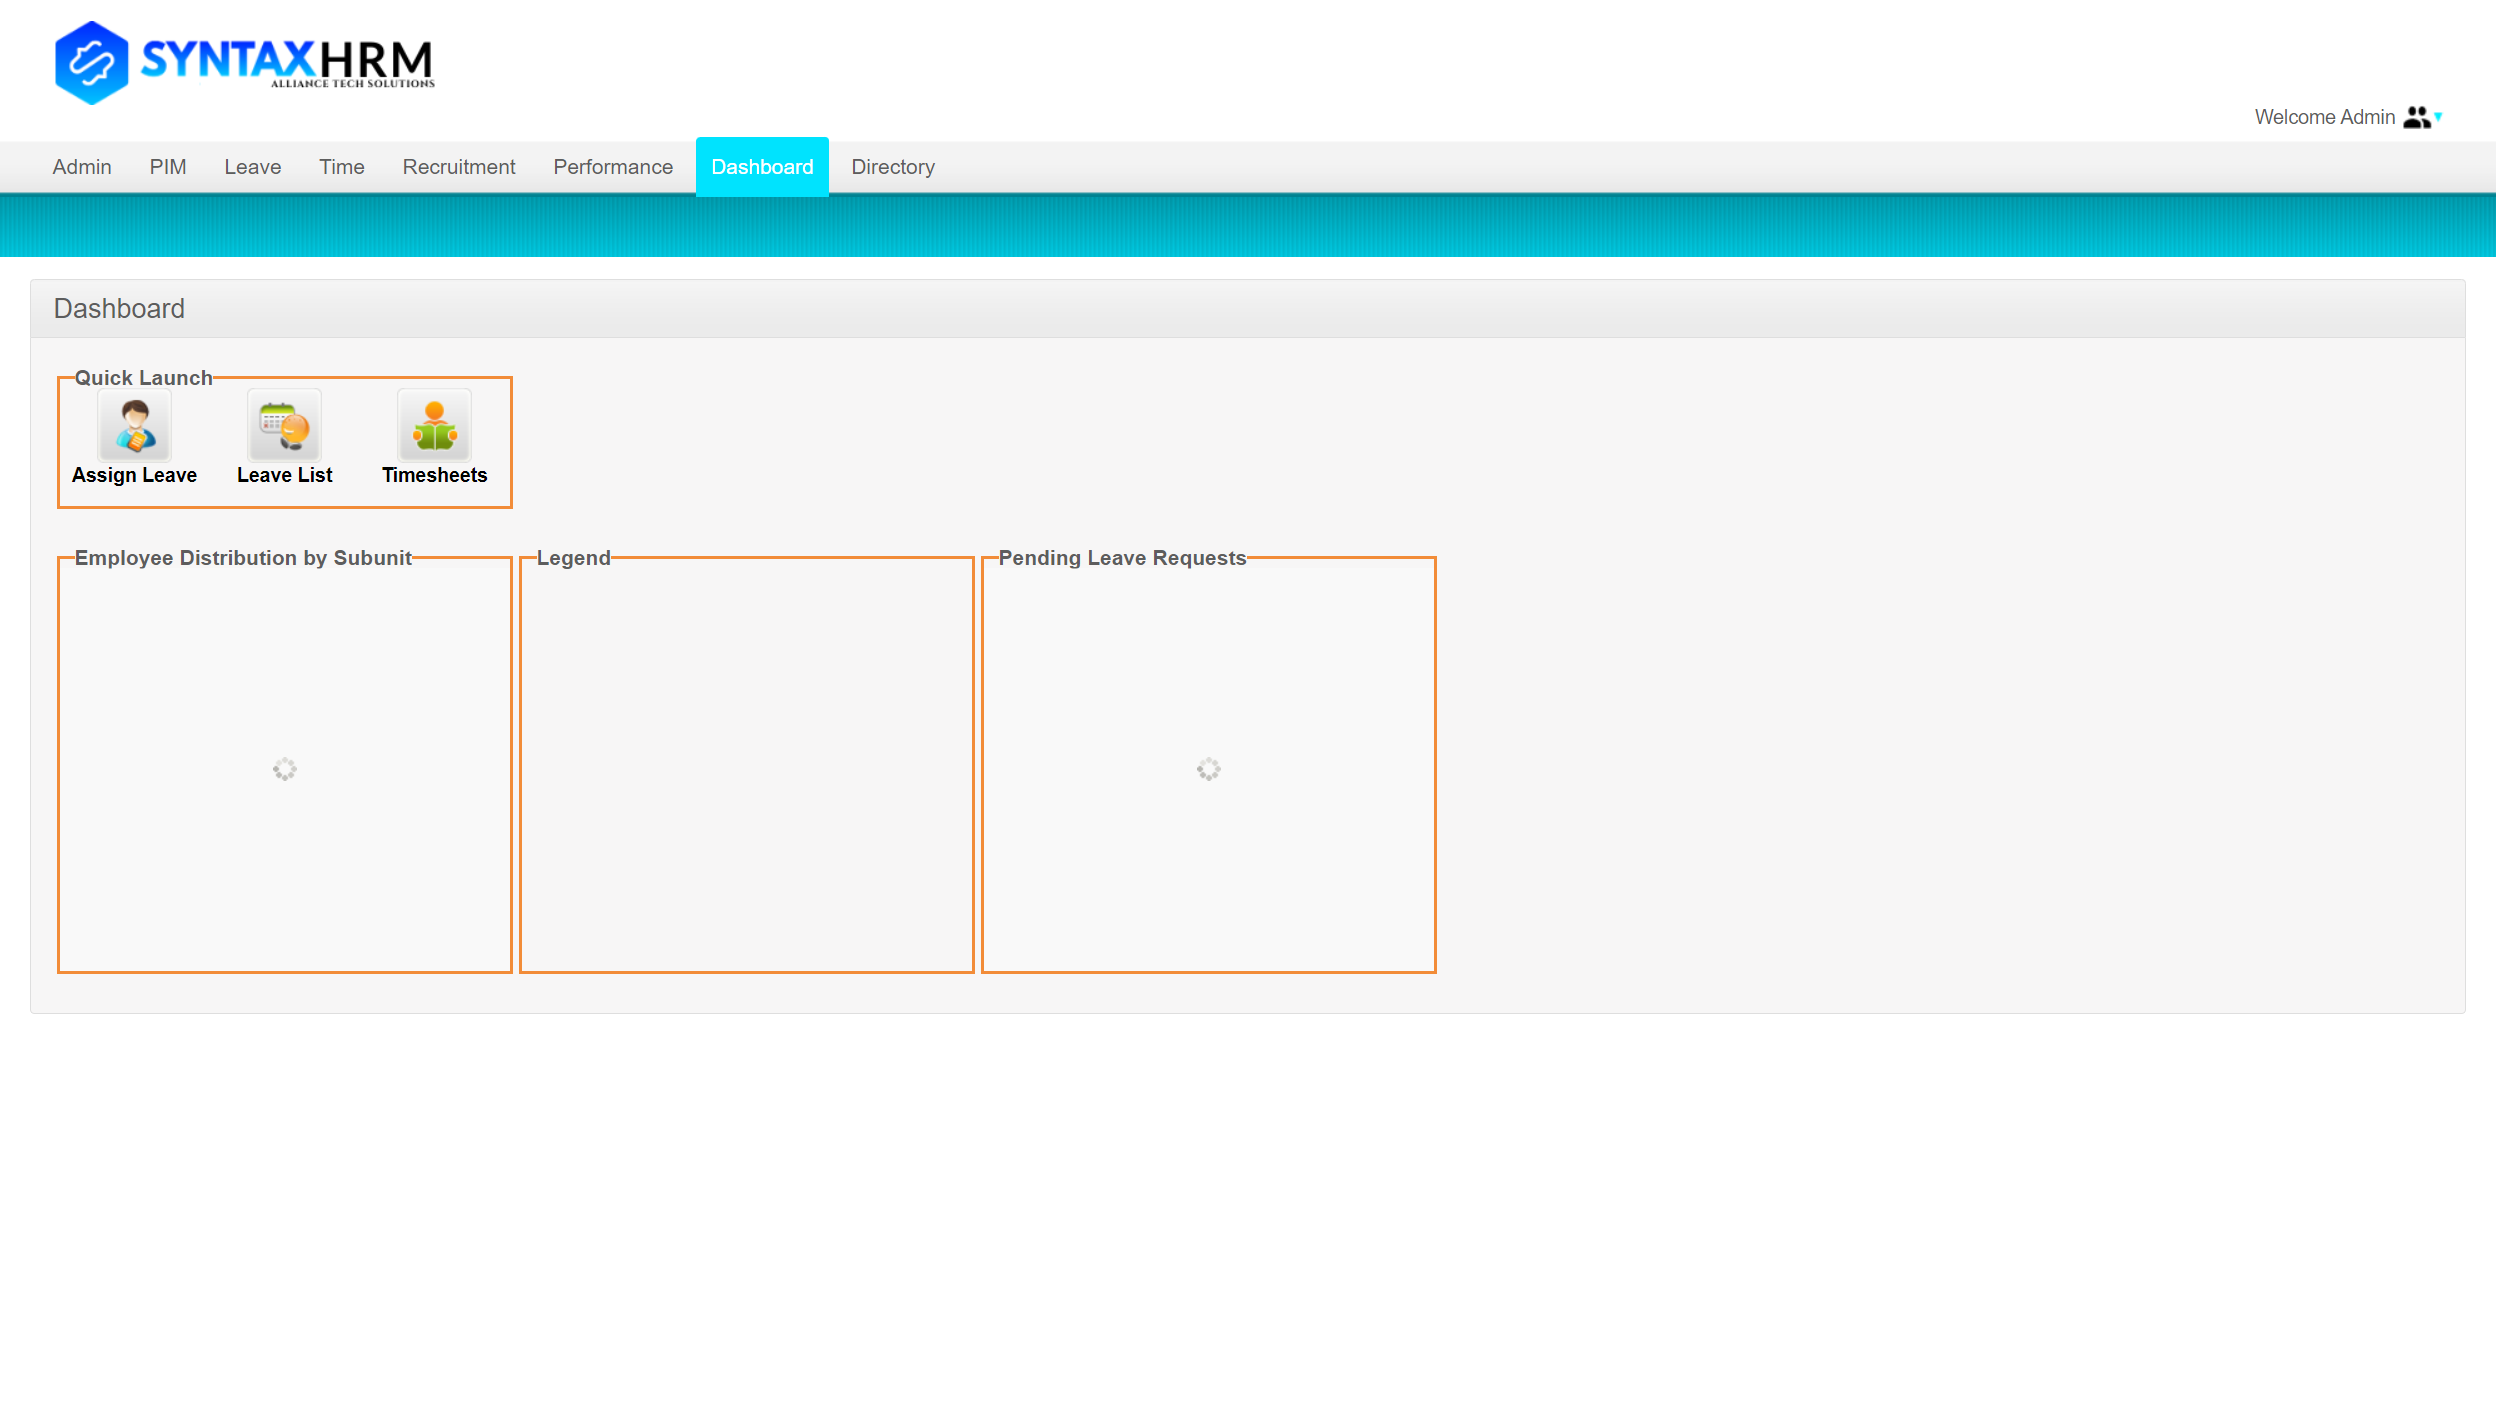 SYNTAXHRM
ALLIANCE TECH SOLUTIONS
Welcome Admin
Admin PIM Leave Time Recruitment Performance Dashboard Directory
Dashboard
Quick Launch
Assign Leave Leave List Timesheets
Employee Distribution by Subunit Legend Pending Leave Requests